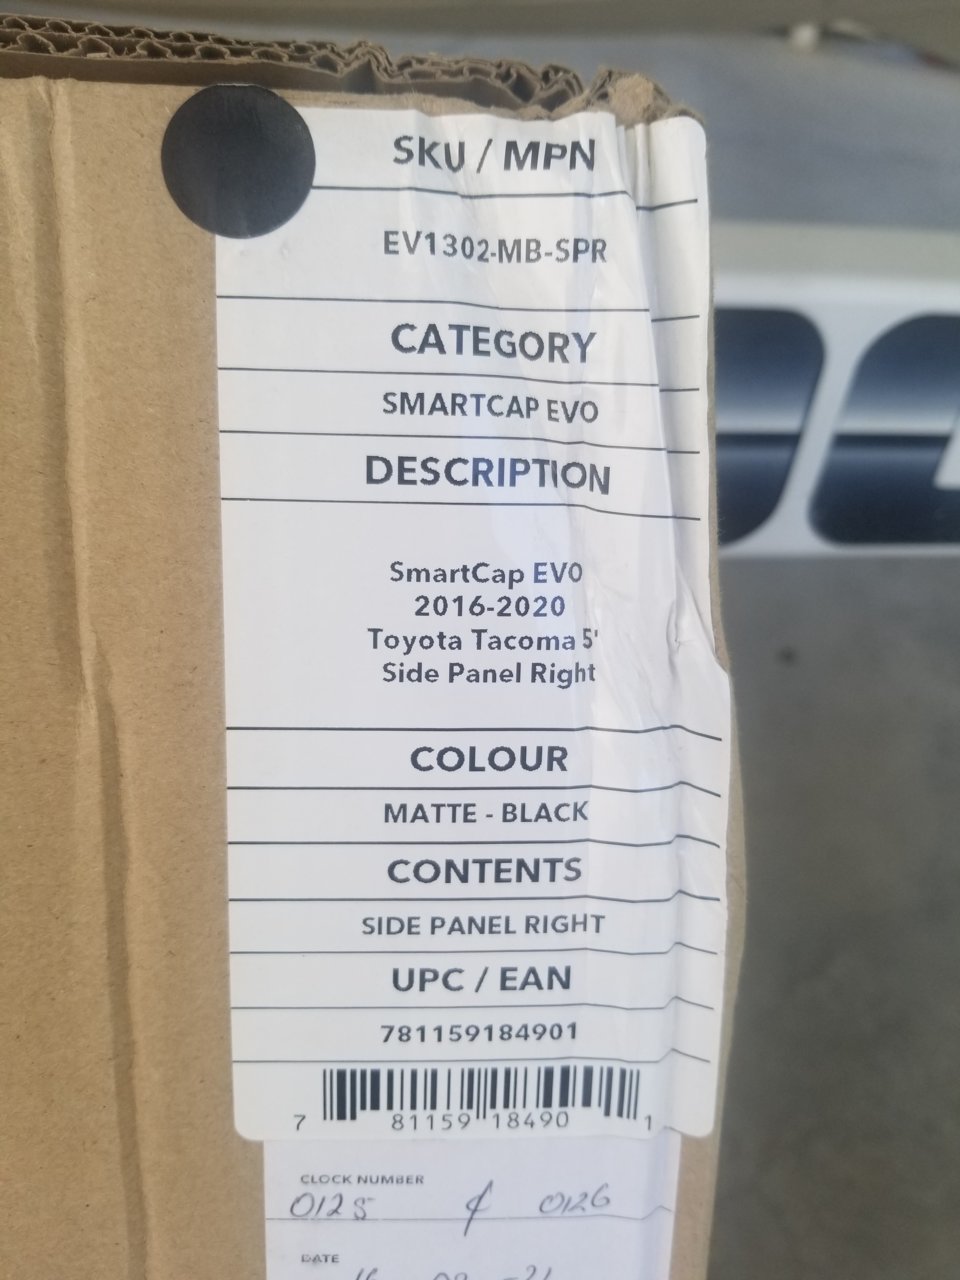 SKU / MPN
EV1302-MB-SPR
CATEGORY
SMARTCAP EVO
DESCRIPTION
SmartCap EVO
2016-2020
Toyota Tacoma 5'
Side Panel Right
COLOUR
MATTE - BLACK
CONTENTS
SIDE PANEL RIGHT
UPC / EAN
781159184901
7 81159 18490 1
CLOCK NUMBER
0125 & 0126
DATE